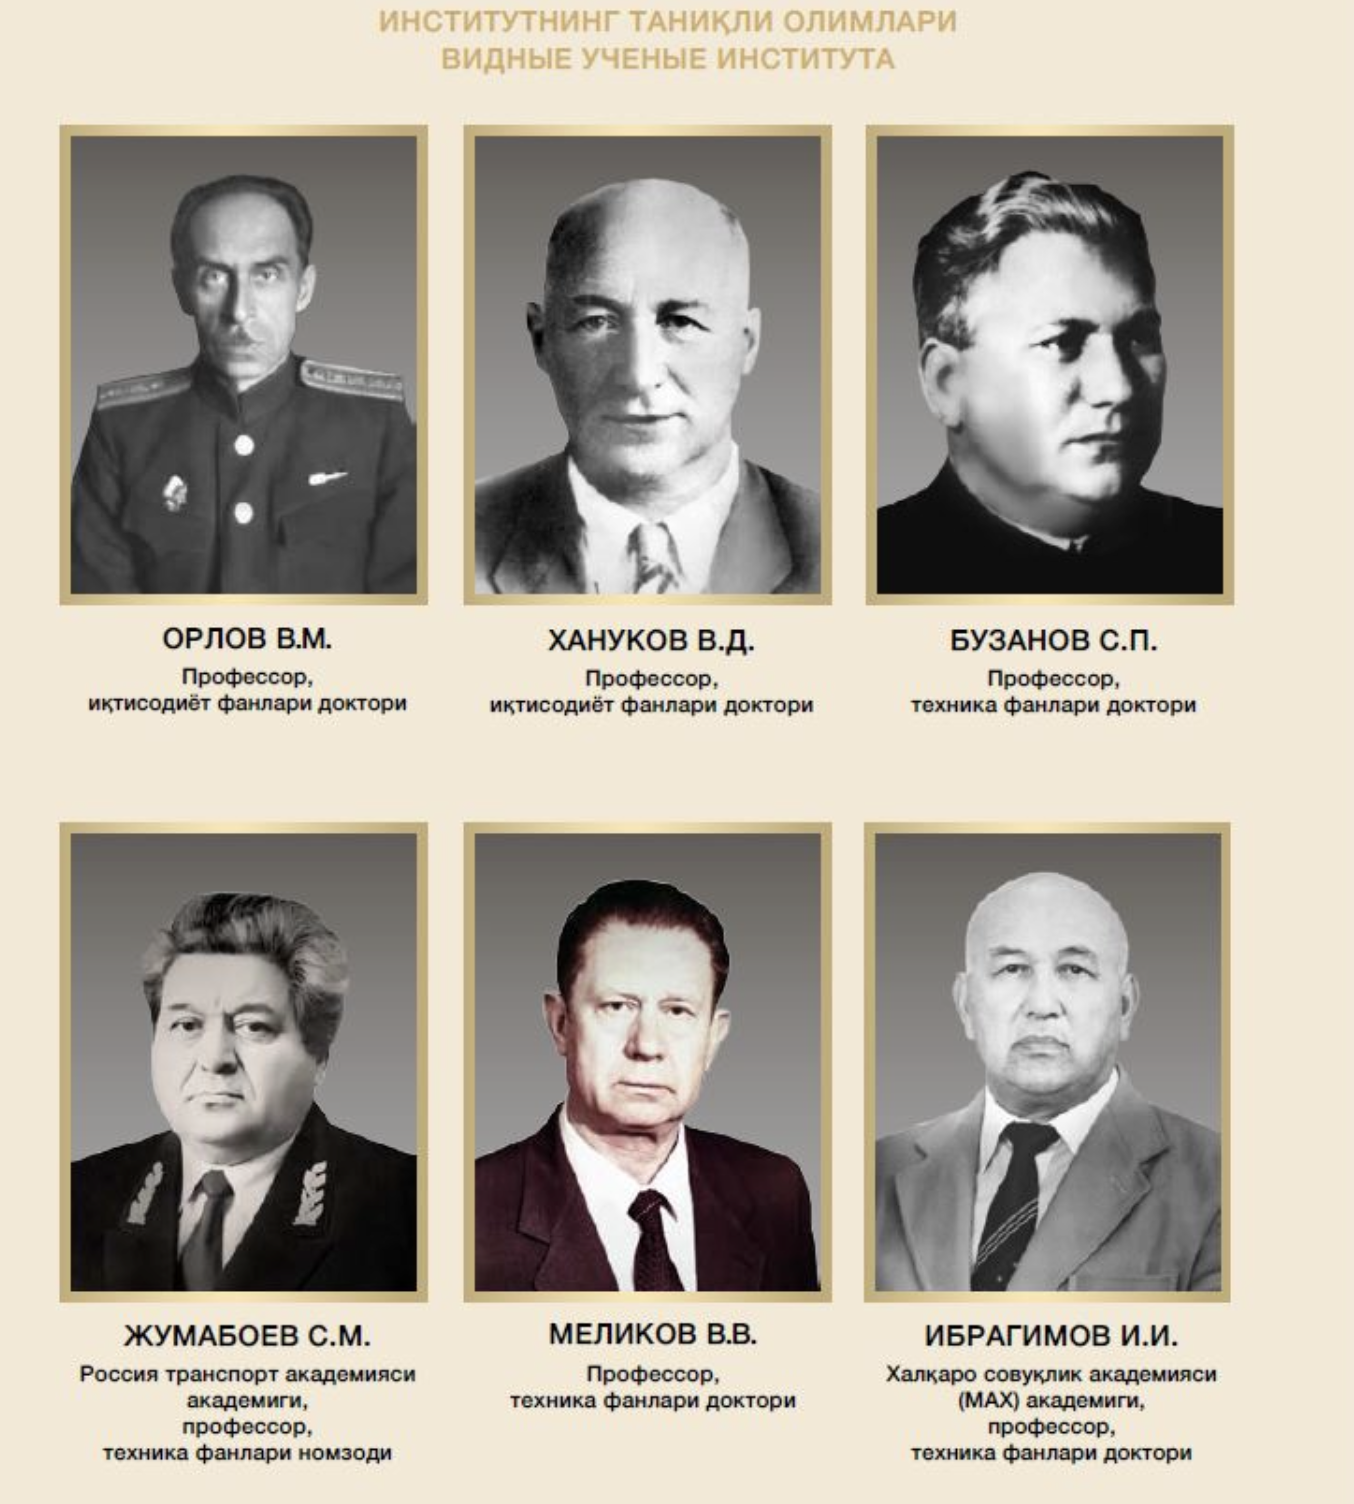 ИНСТИТУТНИНГ ТАНИҚЛИ ОЛИМЛАРИ
ВИДНЫЕ УЧЕНЫЕ ИНСТИТУТА
ОРЛОВ В.М.
Профессор,
иқтисодиёт фанлари доктори
ХАНУКОВ В.Д.
Профессор,
иқтисодиёт фанлари доктори
БУЗАНОВ С.П.
Профессор,
техника фанлари доктори
ЖУМАБОЕВ С.М.
Россия транспорт академияси
академиги,
профессор,
техника фанлари номзоди
МЕЛИКОВ В.В.
Профессор,
техника фанлари доктори
ИБРАГИМОВ И.И.
Халқаро совуқлик академияси
(МАХ) академиги,
профессор,
техника фанлари доктори